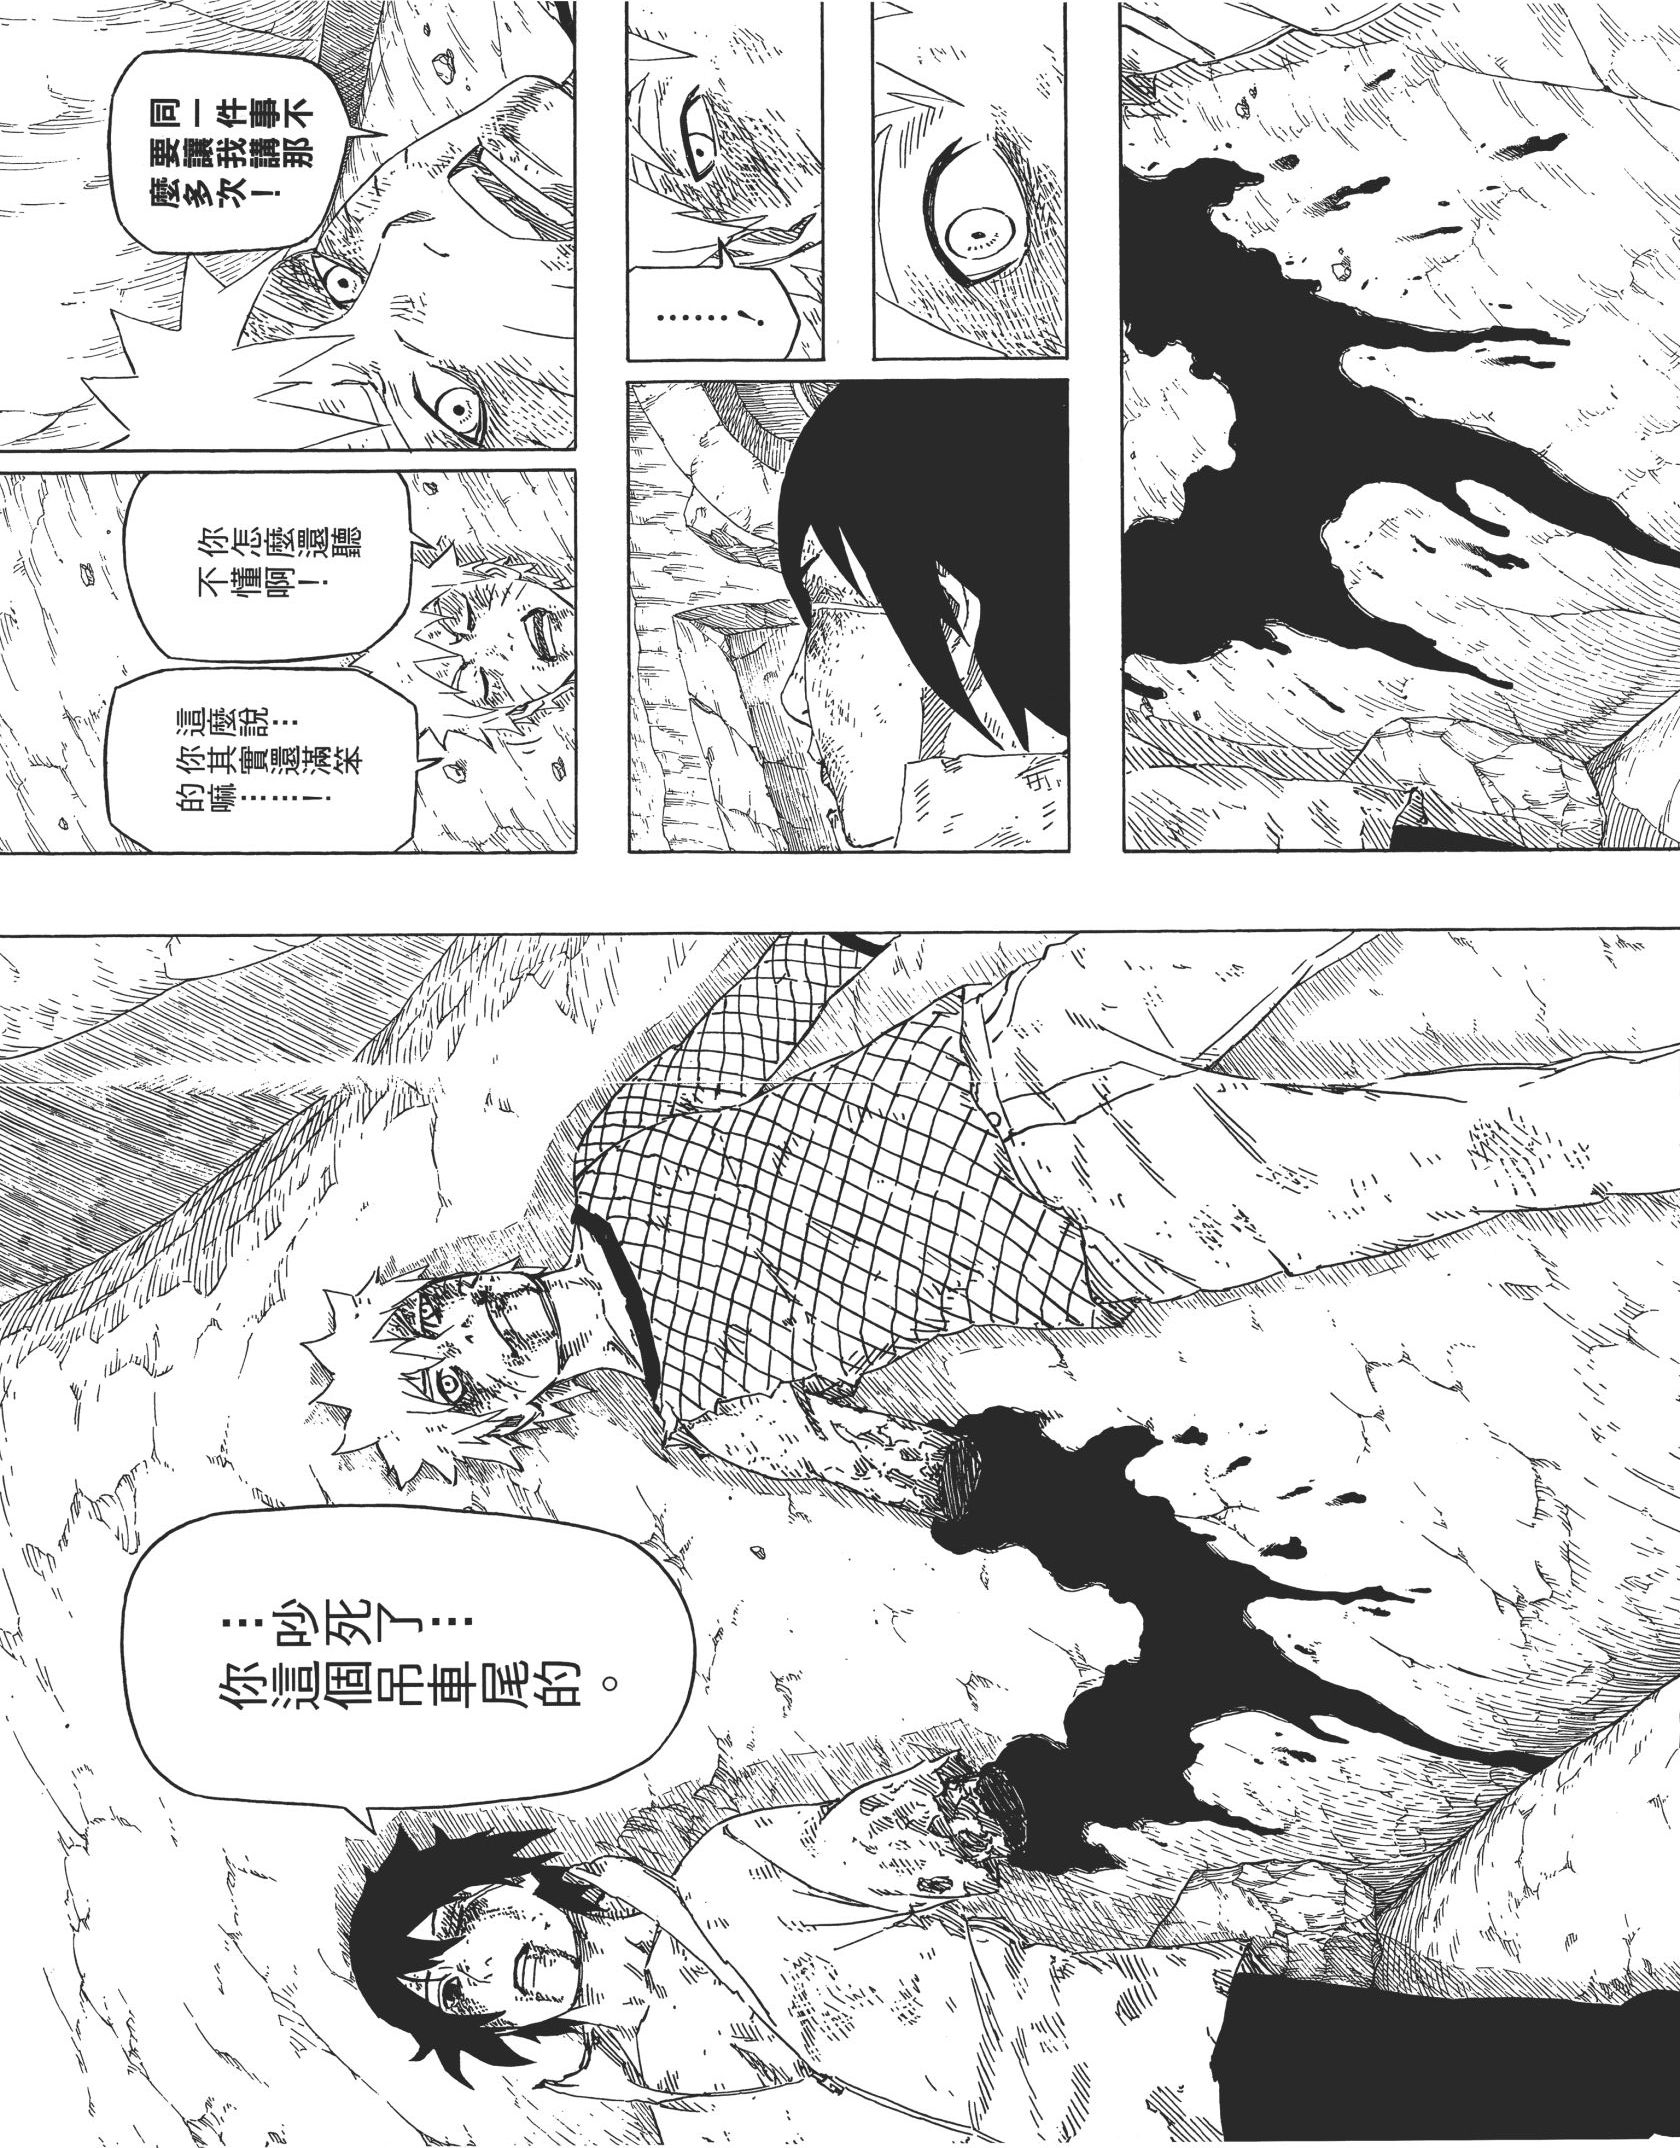 同一件事不
要讓我講那
麼多次！
你怎麼還聽
不懂啊！
這麼說…
你其實還滿笨
的嘛……！
……！
…吵死了…
你這個吊車尾的。